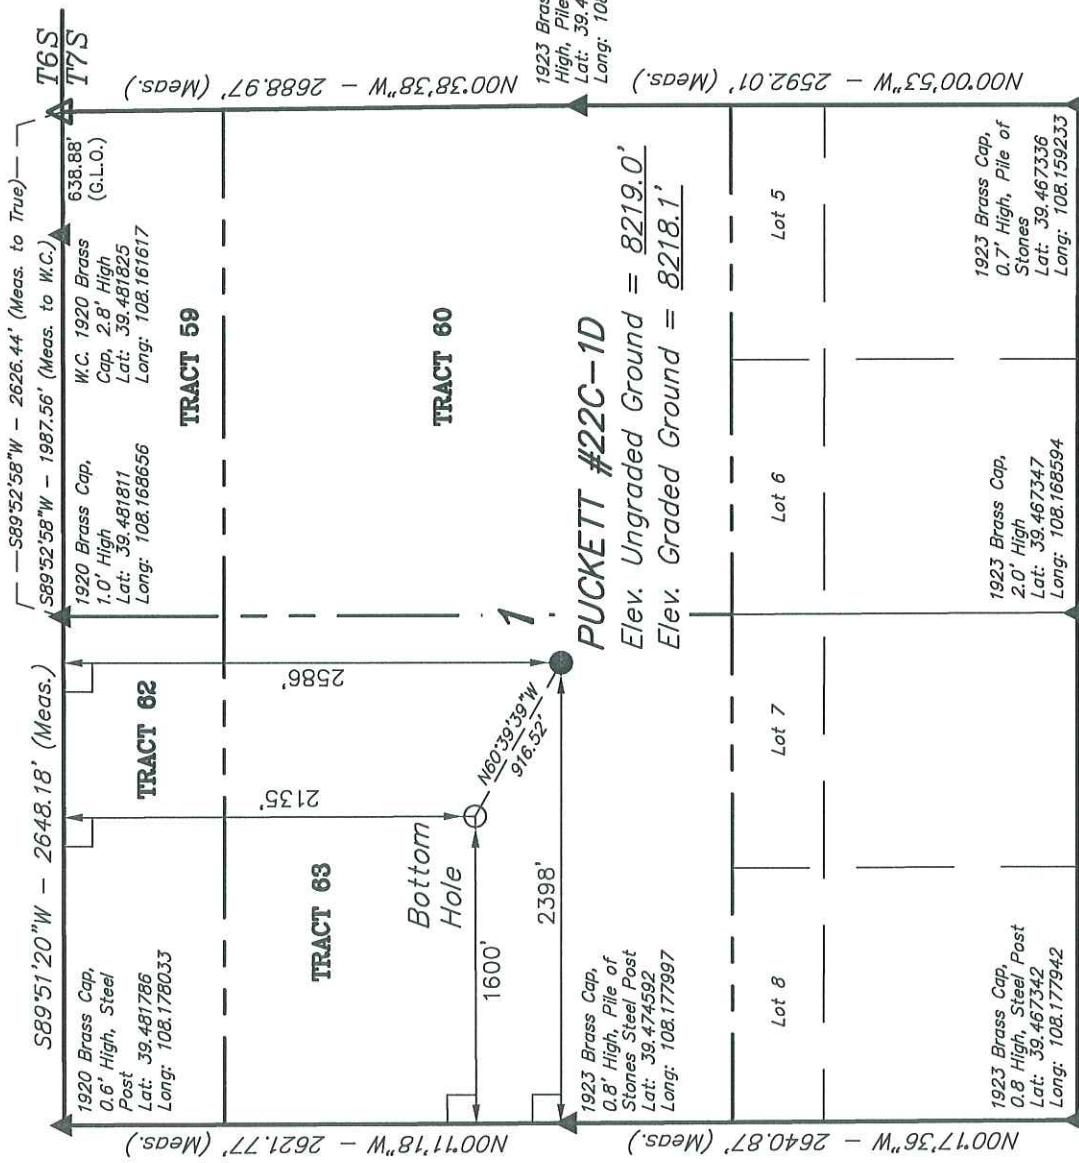 T6S
T7S
S89°52'58"W - 2626.44' (Meas. to True)
S89°52'58"W - 1987.56' (Meas. to W.C.)
S89°51'20"W - 2648.18' (Meas.)
638.88'
(G.L.O.)
1920 Brass Cap,
0.6' High, Steel
Post
Lat: 39.481786
Long: 108.178033
TRACT 62
1920 Brass Cap,
1.0' High
Lat: 39.481811
Long: 108.168656
W.C. 1920 Brass
Cap, 2.8' High
Lat: 39.481825
Long: 108.161617
TRACT 59
N00°11'18"W - 2621.77' (Meas.)
TRACT 63
2135'
2586'
TRACT 60
N00°38'38"W - 2688.97' (Meas.)
Bottom
Hole
1600'
N60°39'39"W
916.52'
1
2398'
PUCKETT #22C-1D
Elev. Ungraded Ground = 8219.0'
Elev. Graded Ground = 8218.1'
1923 Brass Cap,
0.8' High, Pile of
Stones Steel Post
Lat: 39.474592
Long: 108.177997
1923 Bras
High, Pile
Lat: 39.4
Long: 108
N00°17'36"W - 2640.87' (Meas.)
Lot 8
Lot 7
Lot 6
Lot 5
N00°00'53"W - 2592.01' (Meas.)
1923 Brass Cap,
0.8 High, Steel Post
Lat: 39.467342
Long: 108.177942
1923 Brass Cap,
2.0' High
Lat: 39.467347
Long: 108.168594
1923 Brass Cap,
0.7' High, Pile of
Stones
Lat: 39.467336
Long: 108.159233